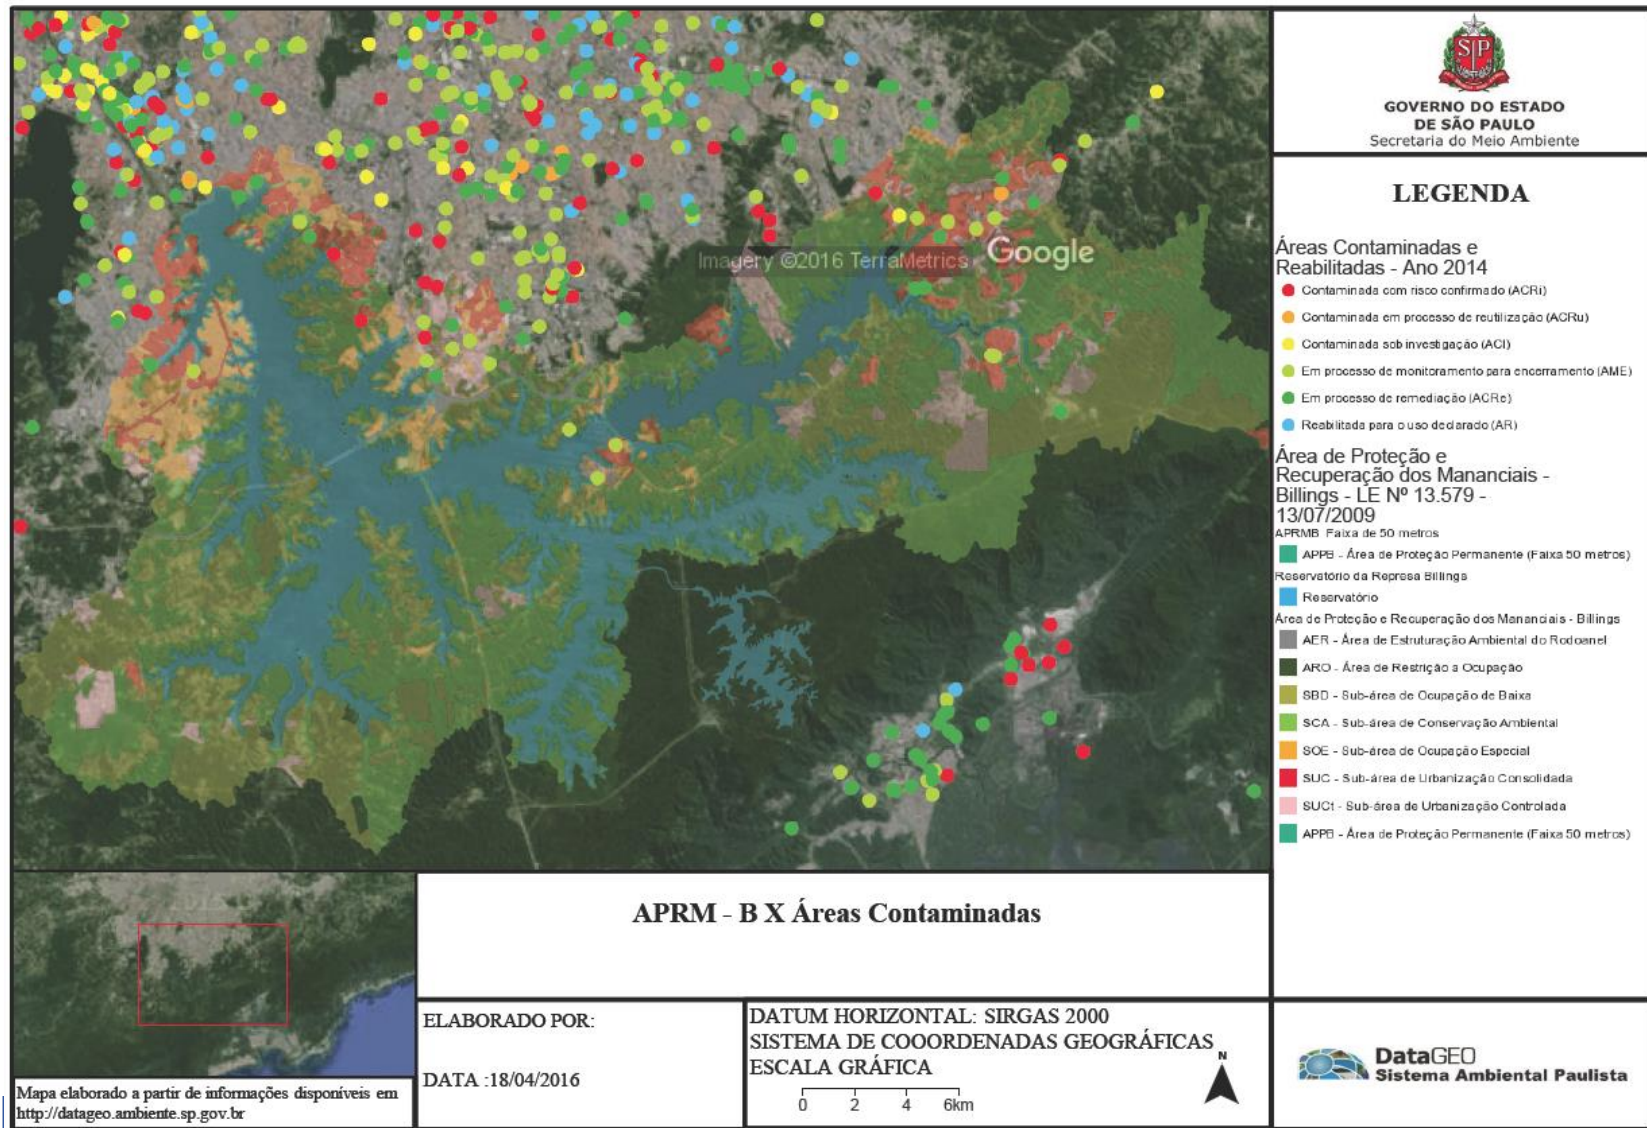 Imagery ©2016 TerraMetrics
Google
SP
GOVERNO DO ESTADO
DE SÃO PAULO
Secretaria do Meio Ambiente
LEGENDA
Áreas Contaminadas e
Reabilitadas - Ano 2014
Contaminada com risco confirmado (ACRi)
Contaminada em processo de reutilização (ACRu)
Contaminada sob investigação (ACI)
Em processo de monitoramento para encerramento (AME)
Em processo de remediação (ACRe)
Reabilitada para o uso declarado (AR)
Área de Proteção e
Recuperação dos Mananciais -
Billings - LE Nº 13.579 -
13/07/2009
APRMB Faixa de 50 metros
APPB - Área de Proteção Permanente (Faixa 50 metros)
Reservatório da Represa Billings
Reservatório
Área de Proteção e Recuperação dos Mananciais - Billings
AER - Área de Estruturação Ambiental do Rodoanel
ARO - Área de Restrição a Ocupação
SBD - Sub-área de Ocupação de Baixa
SCA - Sub-área de Conservação Ambiental
SOE - Sub-área de Ocupação Especial
SUC - Sub-área de Urbanização Consolidada
SUCt - Sub-área de Urbanização Controlada
APPB - Área de Proteção Permanente (Faixa 50 metros)
APRM - B X Áreas Contaminadas
ELABORADO POR:
DATA :18/04/2016
DATUM HORIZONTAL: SIRGAS 2000
SISTEMA DE COOORDENADAS GEOGRÁFICAS
ESCALA GRÁFICA
0 2 4 6km
N
Mapa elaborado a partir de informações disponíveis em
http://datageo.ambiente.sp.gov.br
DataGEO
Sistema Ambiental Paulista